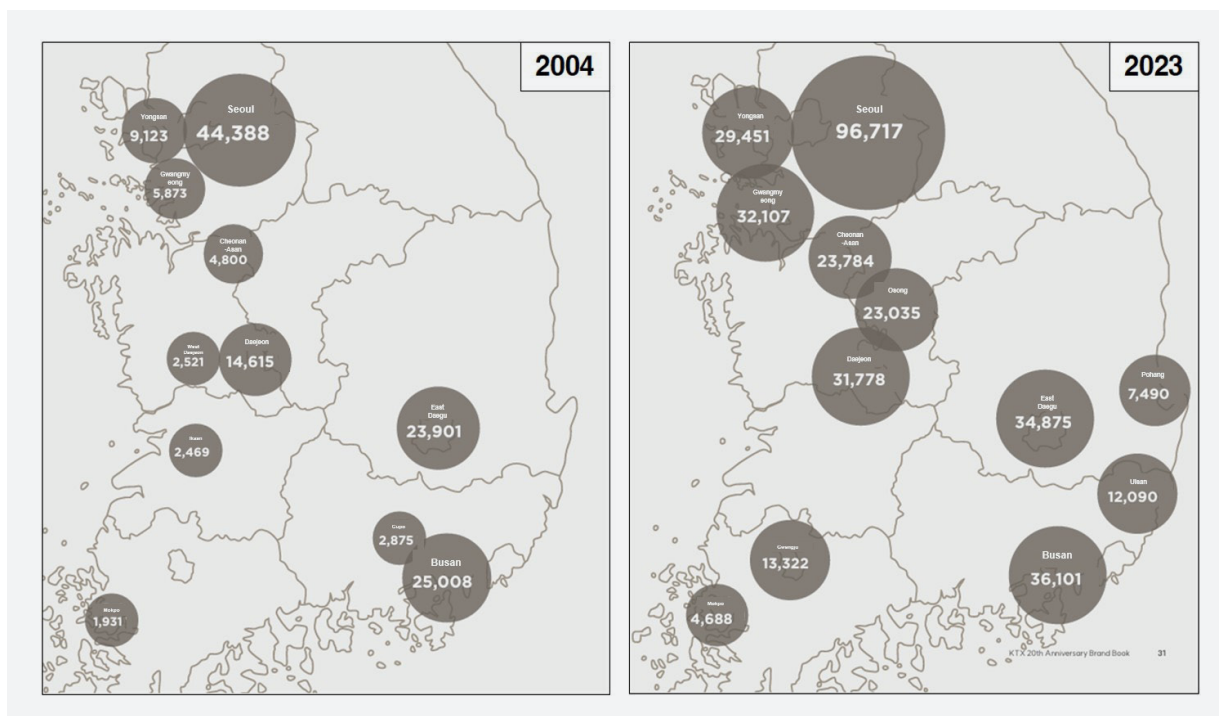 2004
Seoul
44,388
Yongsan
9,123
Gwangmy
eong
5,873
Cheonan
-Asan
4,800
West
Daejeon
2,521
Daejeon
14,615
East
Daegu
23,901
Iksan
2,469
Gupo
2,875
Busan
25,008
Mokpo
1,931
2023
Seoul
96,717
Yongsan
29,451
Gwangmy
eong
32,107
Cheonan
-Asan
23,784
Osong
23,035
Daejeon
31,778
Pohang
7,490
East
Daegu
34,875
Ulsan
12,090
Gwangju
13,322
Busan
36,101
Mokpo
4,688
KTX 20th Anniversary Brand Book 31